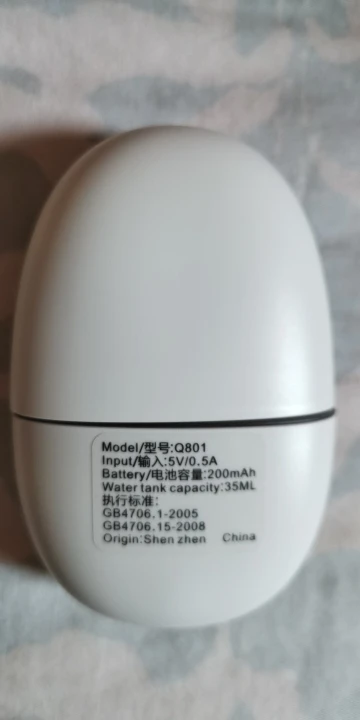 Model/型号:Q801
Input/输入:5V/0.5A
Battery/电池容量:200mAh
Water tank capacity:35ML
执行标准:
GB4706.1-2005
GB4706.15-2008
Origin:Shen zhen China